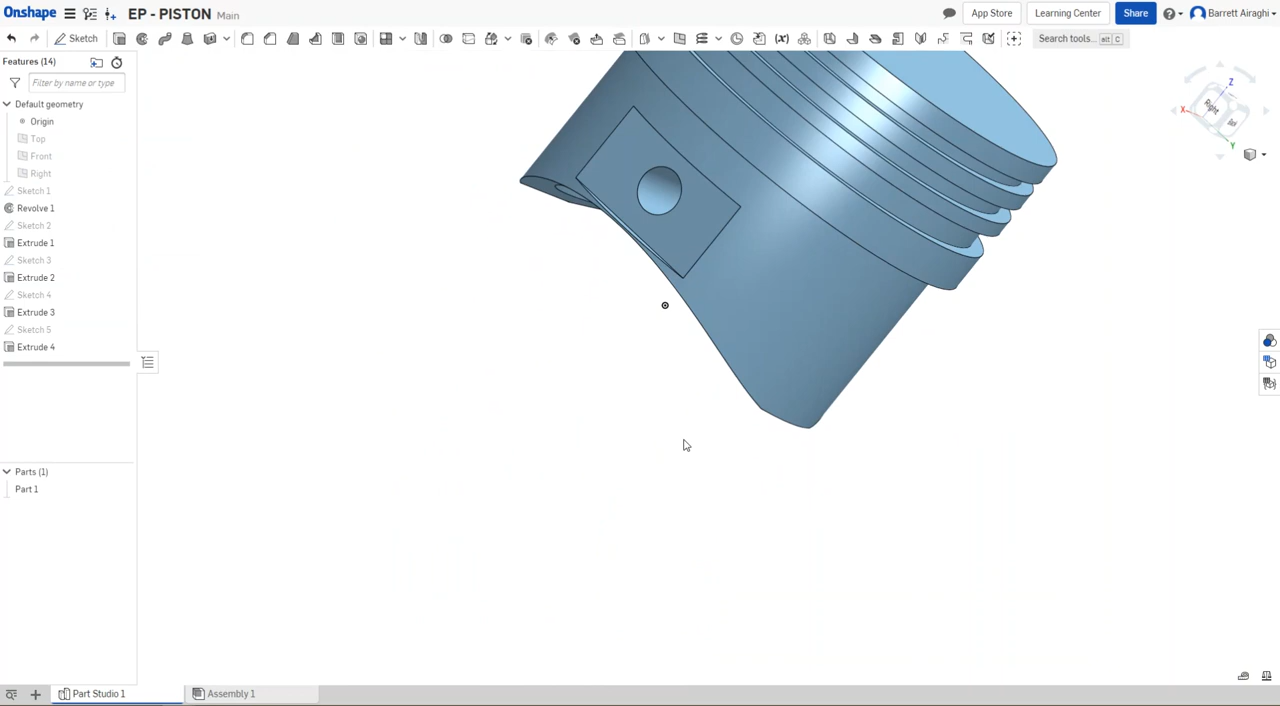 Onshape EP - PISTON Main App Store Learning Center Share Barrett Airaghi
Sketch Search tools... alt C
Features (14)
Filter by name or type
Default geometry
Origin
Top
Front
Right
Sketch 1
Revolve 1
Sketch 2
Extrude 1
Sketch 3
Extrude 2
Sketch 4
Extrude 3
Sketch 5
Extrude 4
Parts (1)
Part 1
Z
Right
X
Y
Part Studio 1 Assembly 1